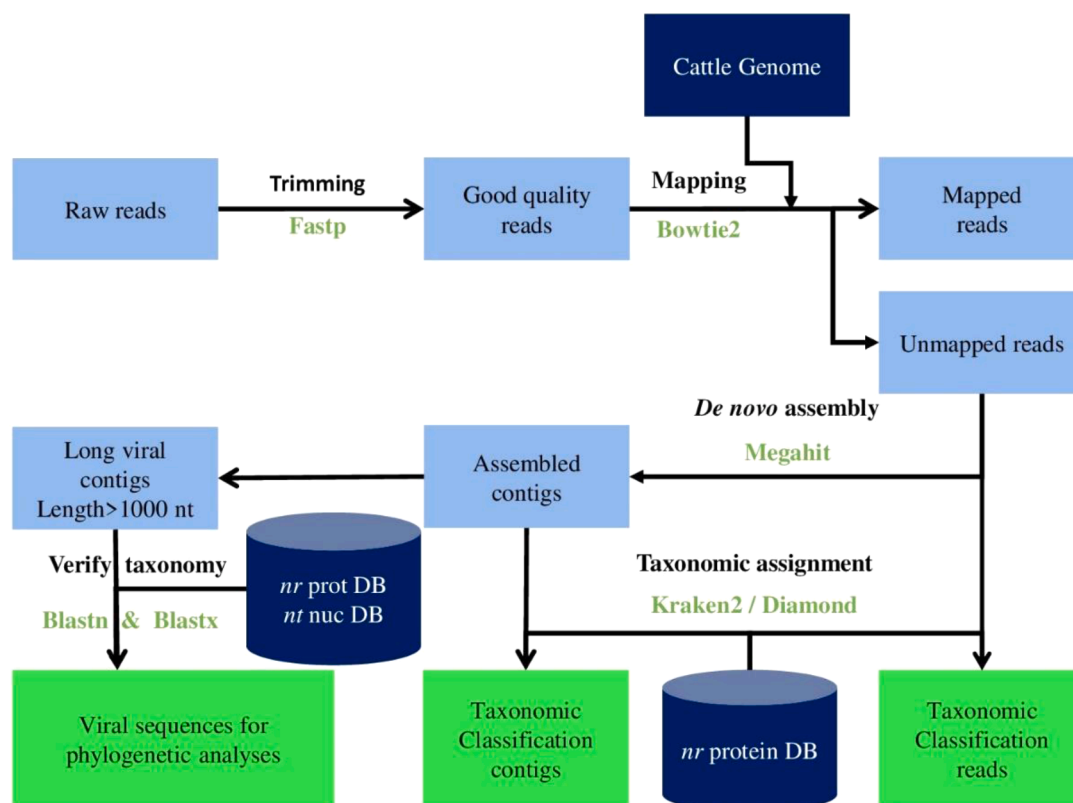 Cattle Genome
Raw reads
Trimming
Fastp
Good quality
reads
Mapping
Bowtie2
Mapped
reads
Unmapped reads
De novo assembly
Megahit
Long viral
contigs
Length>1000 nt
Assembled
contigs
Verify taxonomy
Blastn & Blastx
nr prot DB
nt nuc DB
Taxonomic assignment
Kraken2 / Diamond
Viral sequences for
phylogenetic analyses
Taxonomic
Classification
contigs
nr protein DB
Taxonomic
Classification
reads